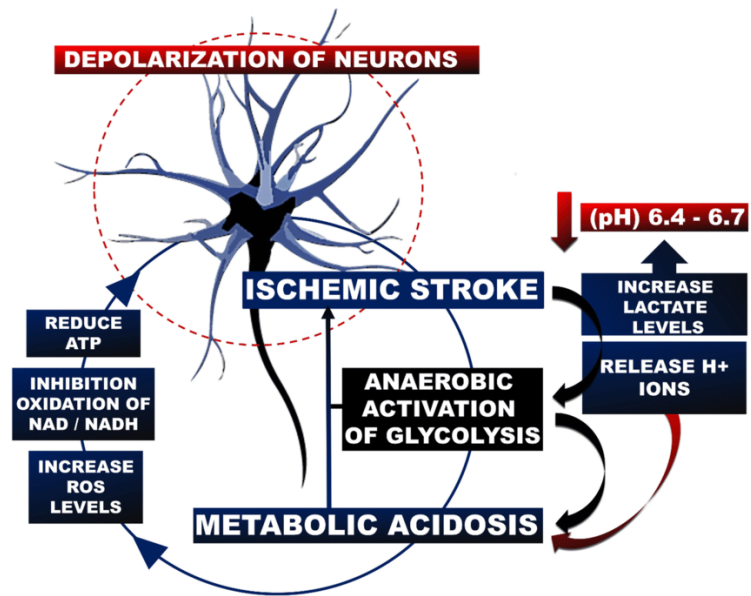 DEPOLARIZATION OF NEURONS
(pH) 6.4 - 6.7
ISCHEMIC STROKE
INCREASE
LACTATE
LEVELS
REDUCE
ATP
RELEASE H+
IONS
ANAEROBIC
ACTIVATION
OF GLYCOLYSIS
INHIBITION
OXIDATION OF
NAD / NADH
INCREASE
ROS
LEVELS
METABOLIC ACIDOSIS